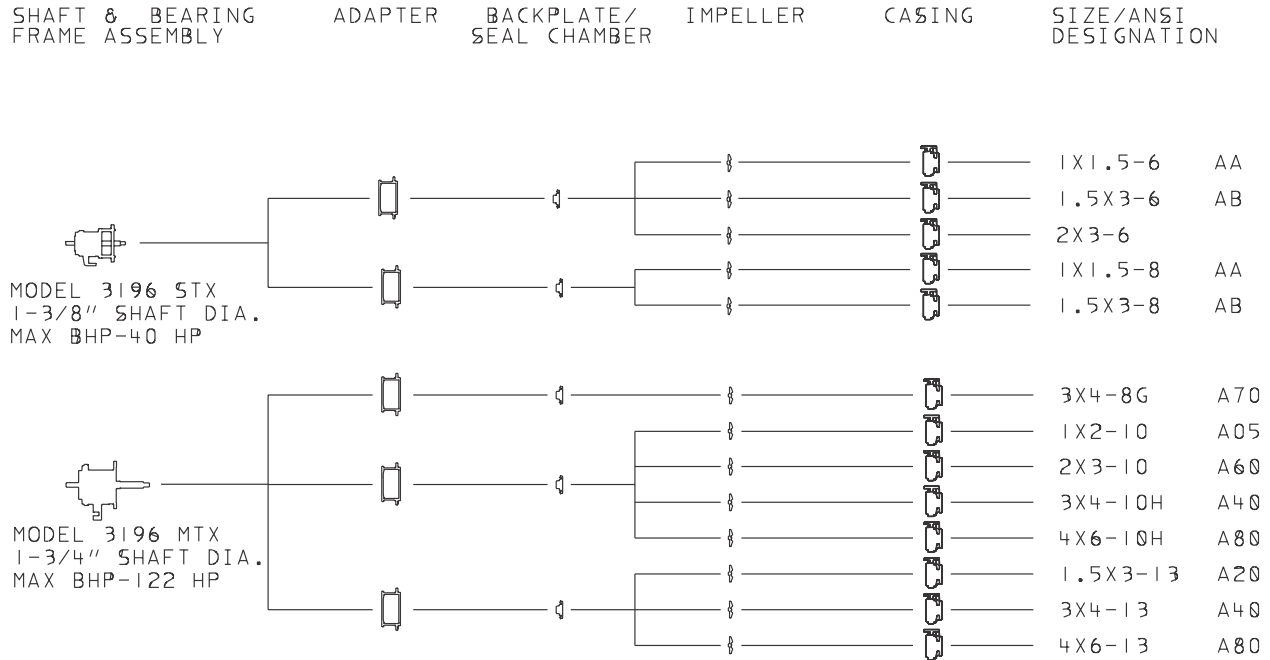 SHAFT & BEARING
FRAME ASSEMBLY
ADAPTER
BACKPLATE/
SEAL CHAMBER
IMPELLER
CASING
SIZE/ANSI
DESIGNATION
1X1.5-6 AA
1.5X3-6 AB
2X3-6
1X1.5-8 AA
1.5X3-8 AB
MODEL 3196 STX
1-3/8" SHAFT DIA.
MAX BHP-40 HP
3X4-8G A70
1X2-10 A05
2X3-10 A60
3X4-10H A40
4X6-10H A80
1.5X3-13 A20
3X4-13 A40
4X6-13 A80
MODEL 3196 MTX
1-3/4" SHAFT DIA.
MAX BHP-122 HP